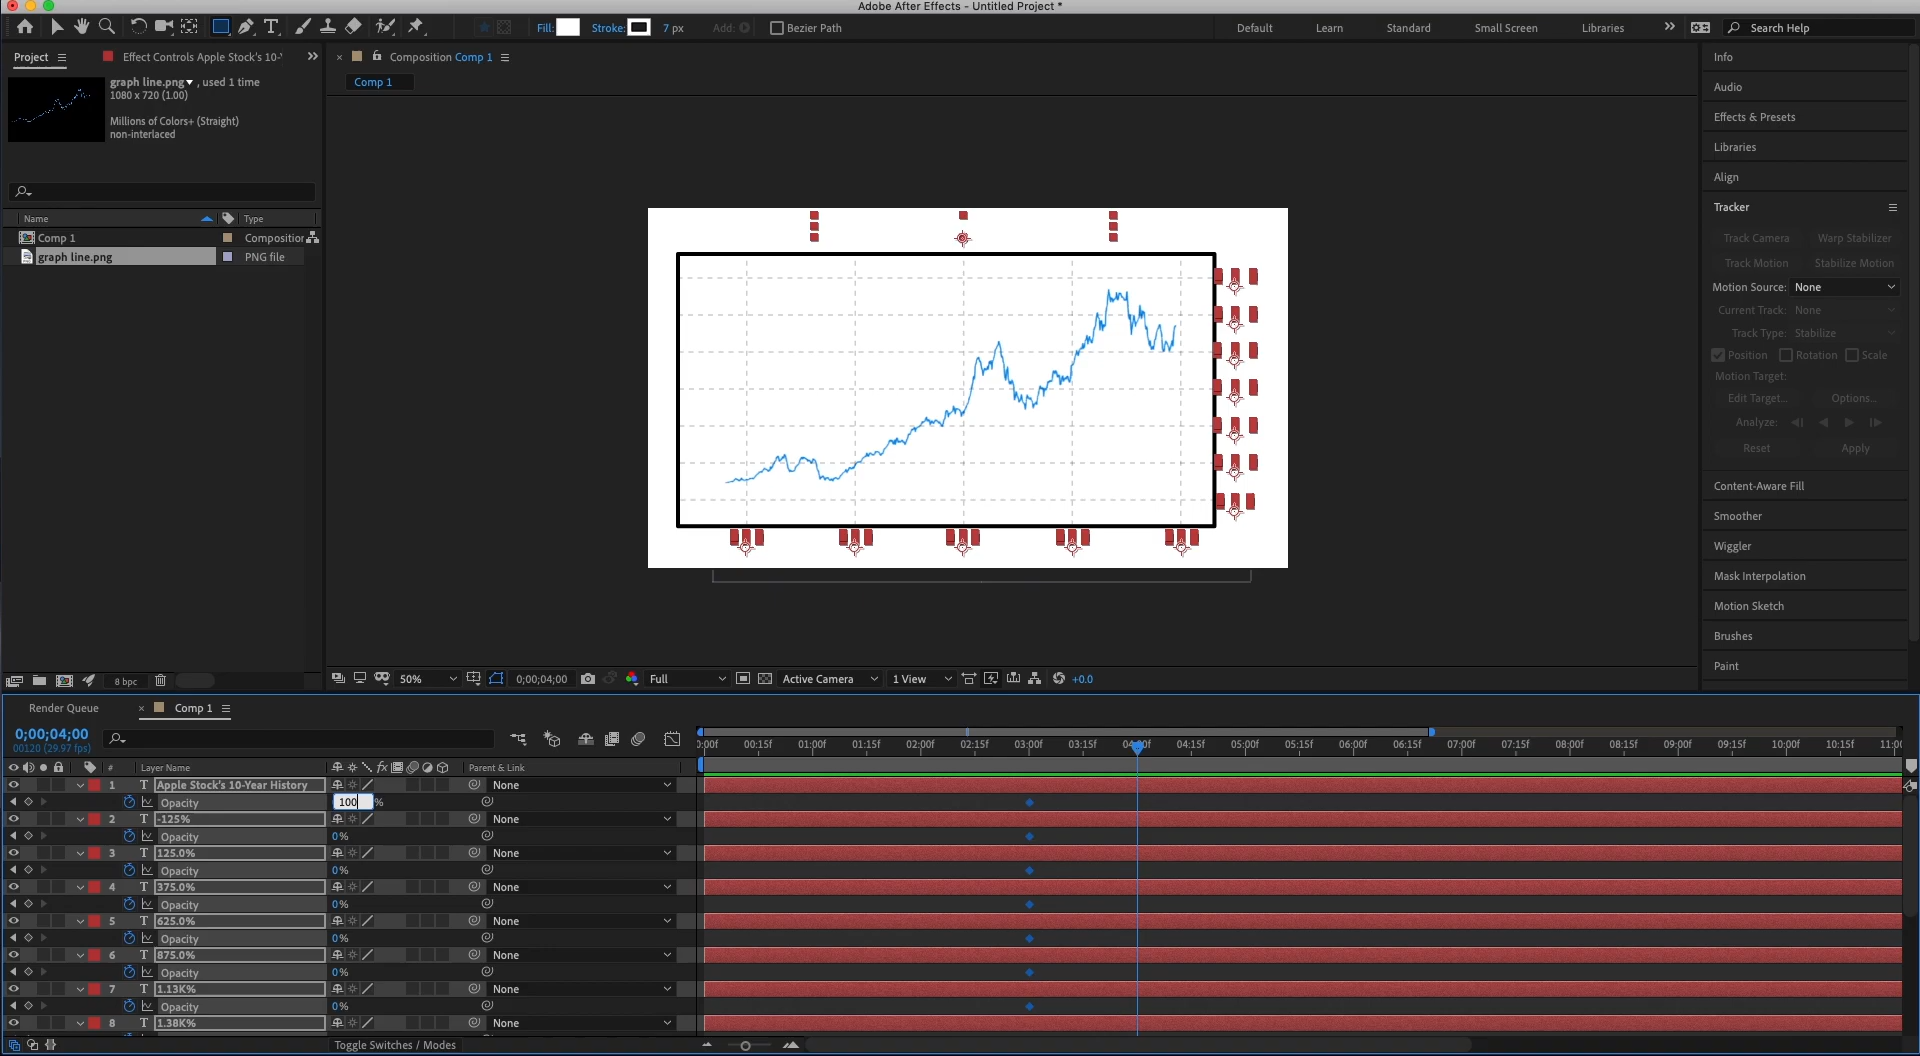 Adobe After Effects - Untitled Project *
Fill:
Stroke:
7 px
Add:
Bezier Path
Default
Learn
Standard
Small Screen
Libraries
Search Help
Project
Effect Controls Apple Stock's 10-Y
Composition Comp 1
Comp 1
graph line.png , used 1 time
1080 x 720 (1.00)
Millions of Colors+ (Straight)
non-interlaced
Name
Type
Comp 1
Composition
graph line.png
PNG file
8 bpc
50%
0;00;04;00
Full
Active Camera
1 View
+0.0
Info
Audio
Effects & Presets
Libraries
Align
Tracker
Track Camera
Warp Stabilizer
Track Motion
Stabilize Motion
Motion Source: None
Current Track: None
Track Type: Stabilize
Position
Rotation
Scale
Motion Target:
Edit Target...
Options...
Analyze:
Reset
Apply
Content-Aware Fill
Smoother
Wiggler
Mask Interpolation
Motion Sketch
Brushes
Paint
Render Queue
Comp 1
0;00;04;00
00120 (29.97 fps)
0:00f 00:15f 01:00f 01:15f 02:00f 02:15f 03:00f 03:15f 04:00f 04:15f 05:00f 05:15f 06:00f 06:15f 07:00f 07:15f 08:00f 08:15f 09:00f 09:15f 10:00f 10:15f 11:00
# Layer Name
fx
Parent & Link
1 T Apple Stock's 10-Year History None
Opacity 100 %
2 T -125% None
Opacity 0%
3 T 125.0% None
Opacity 0%
4 T 375.0% None
Opacity 0%
5 T 625.0% None
Opacity 0%
6 T 875.0% None
Opacity 0%
7 T 1.13K% None
Opacity 0%
8 T 1.38K% None
Toggle Switches / Modes